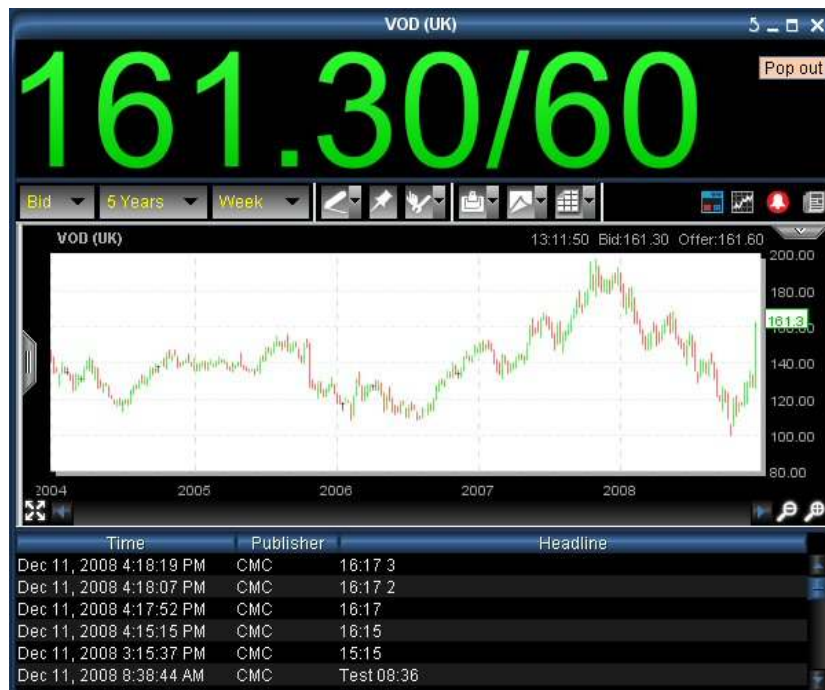 VOD (UK)
161.30/60
Pop out
Bid 5 Years Week
VOD (UK) 13:11:50 Bid:161.30 Offer:161.60
200.00
180.00
161.3
160.00
140.00
120.00
100.00
80.00
2004 2005 2006 2007 2008
Time Publisher Headline
Dec 11, 2008 4:18:19 PM CMC 16:17 3
Dec 11, 2008 4:18:07 PM CMC 16:17 2
Dec 11, 2008 4:17:52 PM CMC 16:17
Dec 11, 2008 4:15:15 PM CMC 16:15
Dec 11, 2008 3:15:37 PM CMC 15:15
Dec 11, 2008 8:38:44 AM CMC Test 08:36